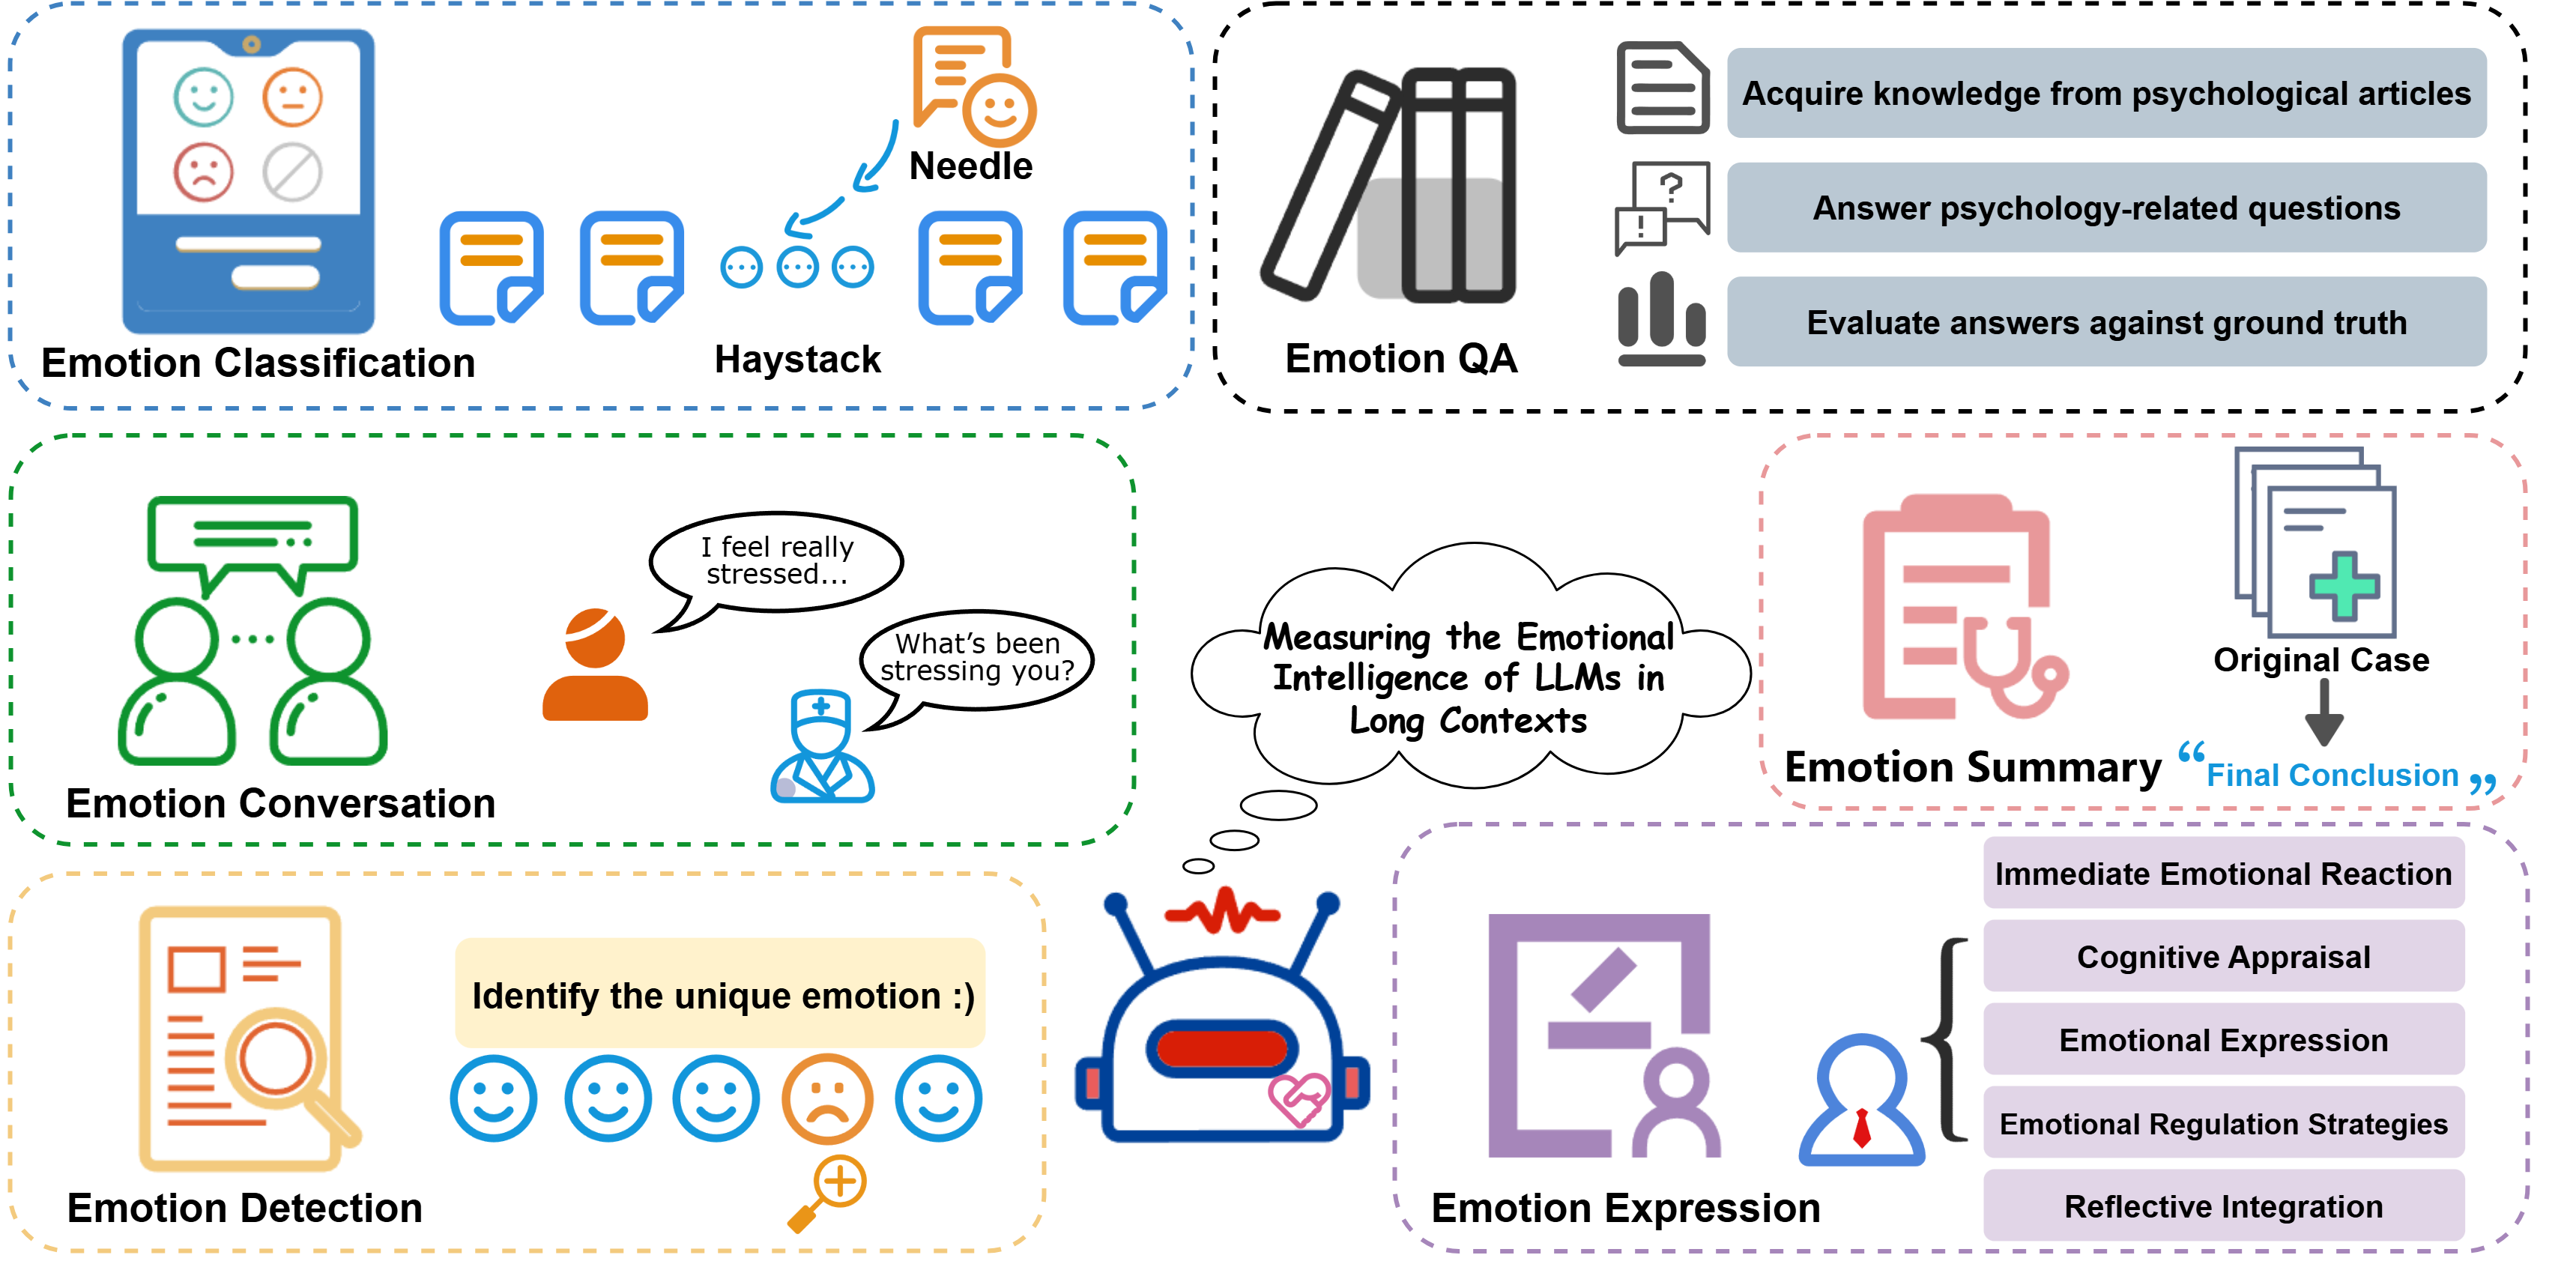 Needle
Haystack
Emotion Classification
Acquire knowledge from psychological articles
Answer psychology-related questions
Evaluate answers against ground truth
Emotion QA
I feel really
stressed...
What's been
stressing you?
Emotion Conversation
Measuring the Emotional
Intelligence of LLMs in
Long Contexts
Original Case
“Final Conclusion”
Emotion Summary
Identify the unique emotion :)
Emotion Detection
Immediate Emotional Reaction
Cognitive Appraisal
Emotional Expression
Emotional Regulation Strategies
Reflective Integration
Emotion Expression